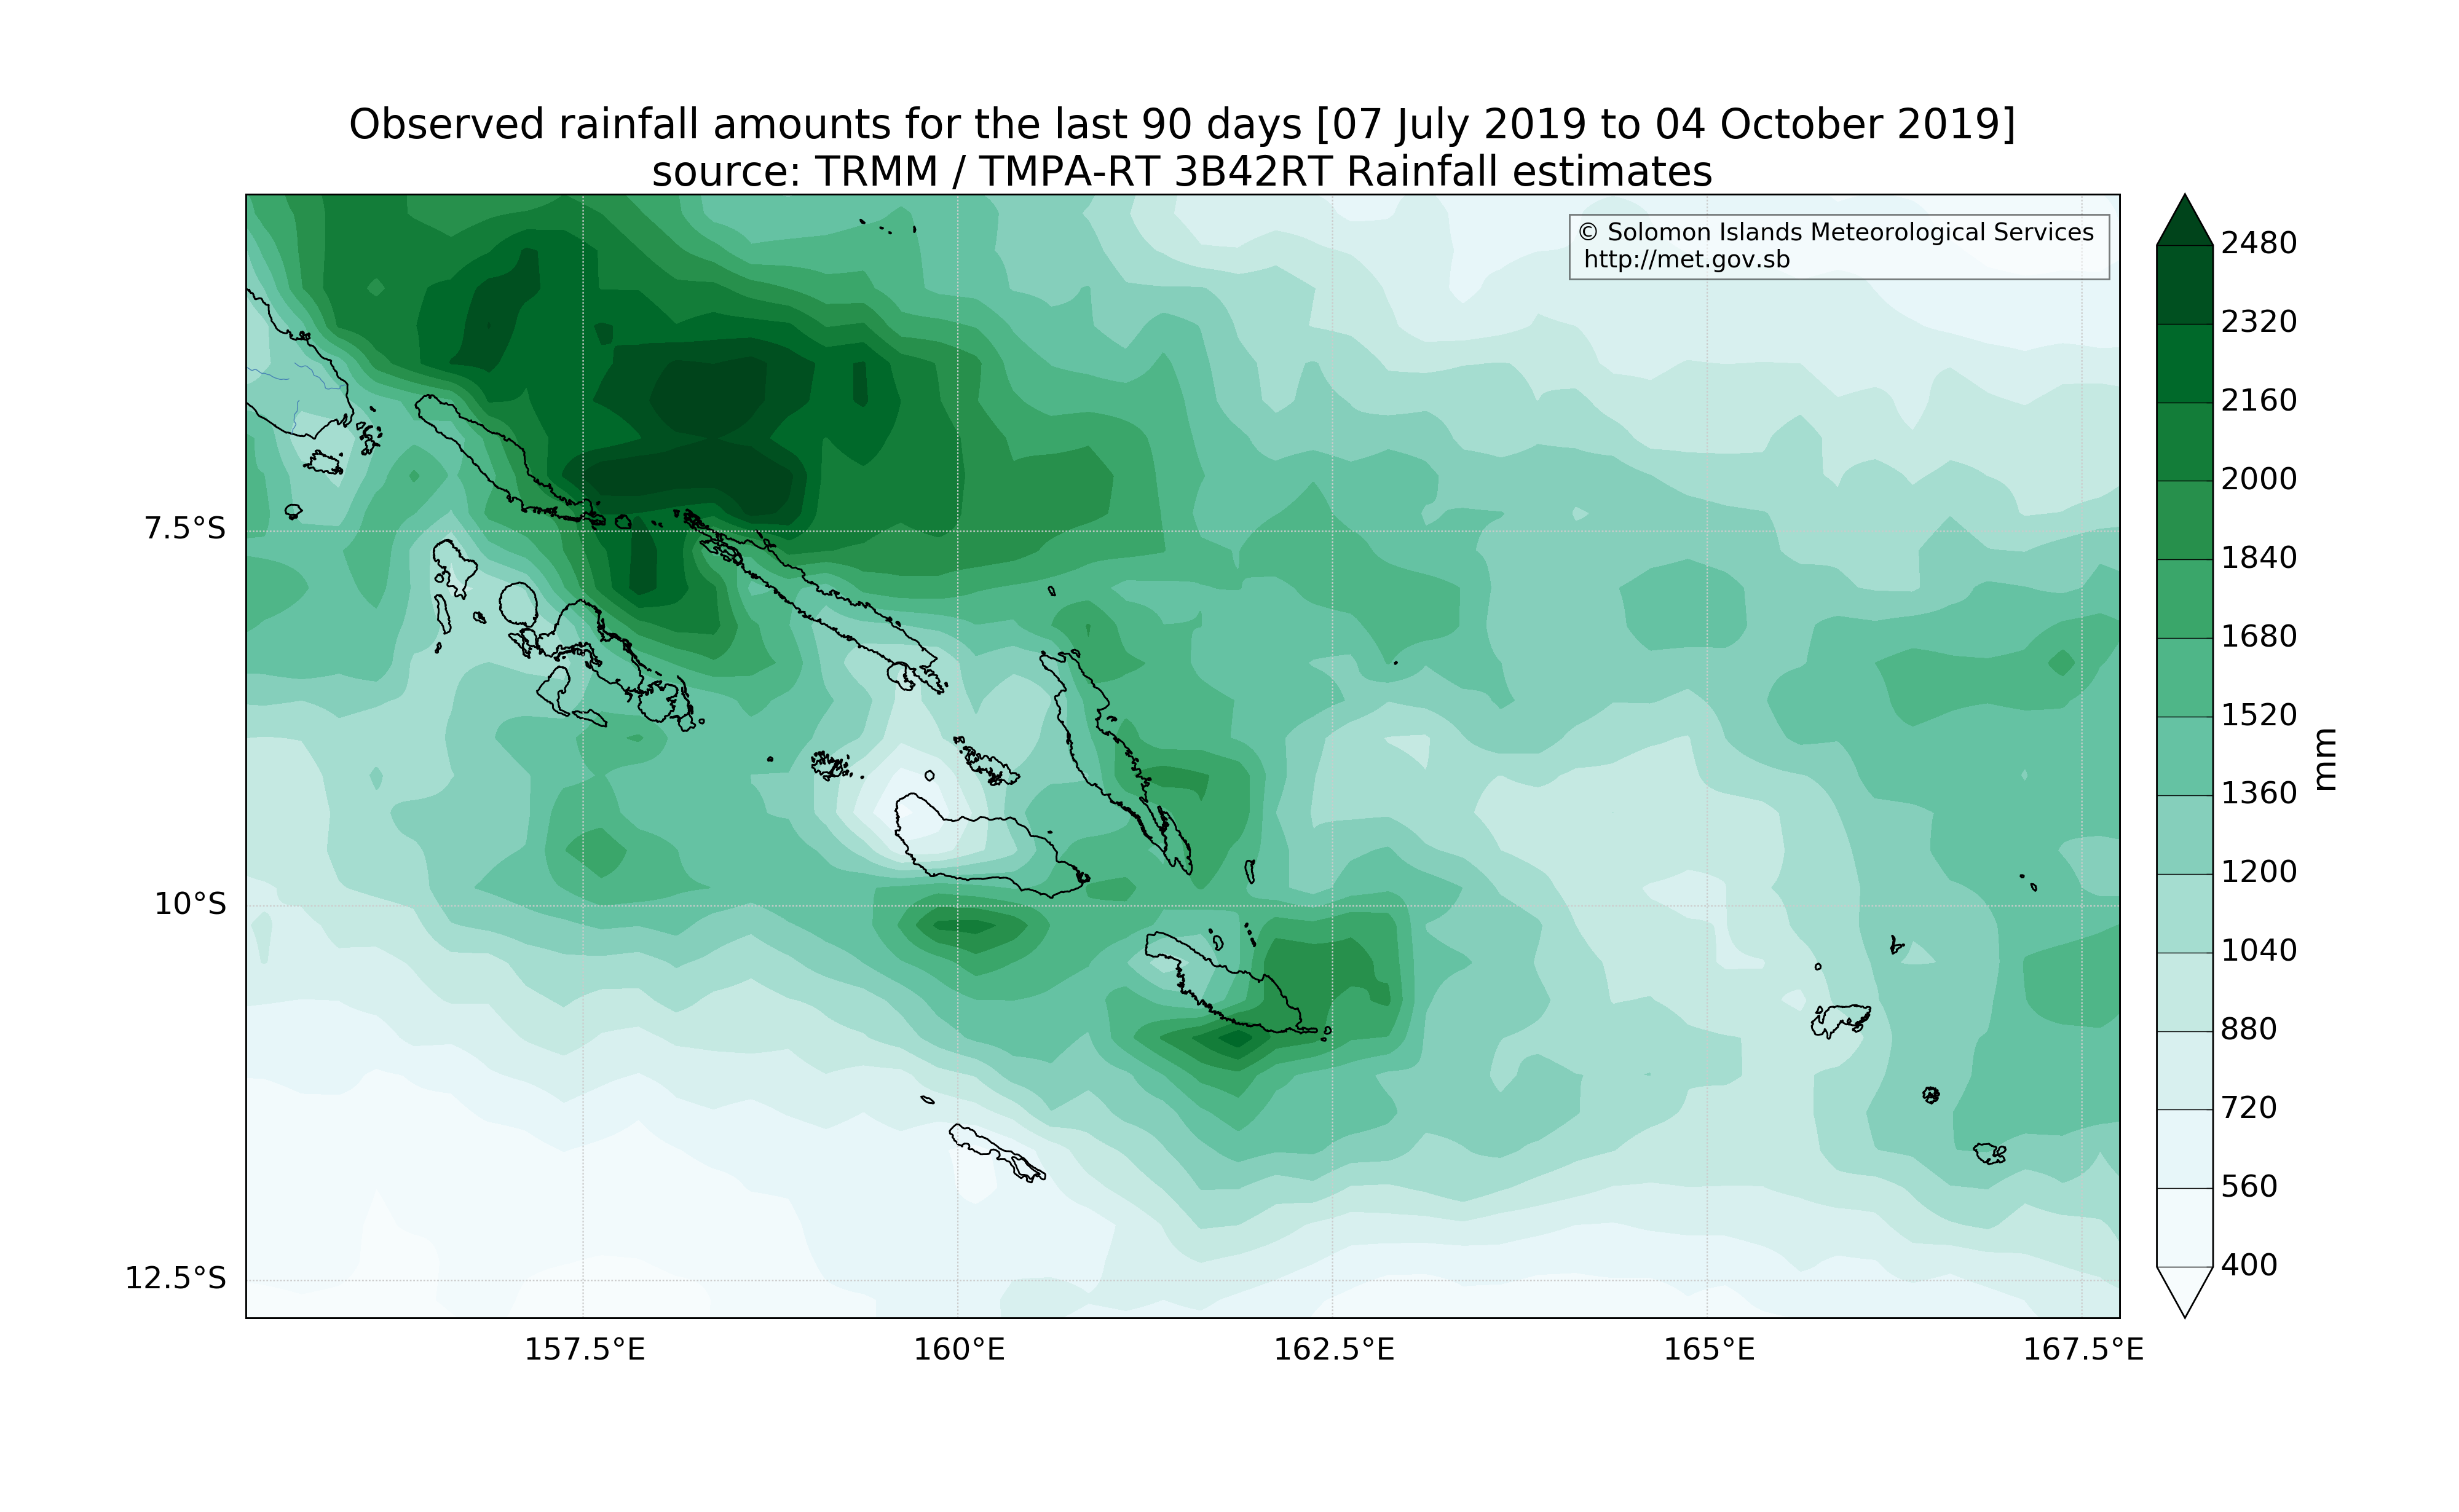 Observed rainfall amounts for the last 90 days [07 July 2019 to 04 October 2019]
source: TRMM / TMPA-RT 3B42RT Rainfall estimates
© Solomon Islands Meteorological Services
http://met.gov.sb
7.5°S
10°S
12.5°S
157.5°E
160°E
162.5°E
165°E
167.5°E
2480
2320
2160
2000
1840
1680
1520
1360
1200
1040
880
720
560
400
mm